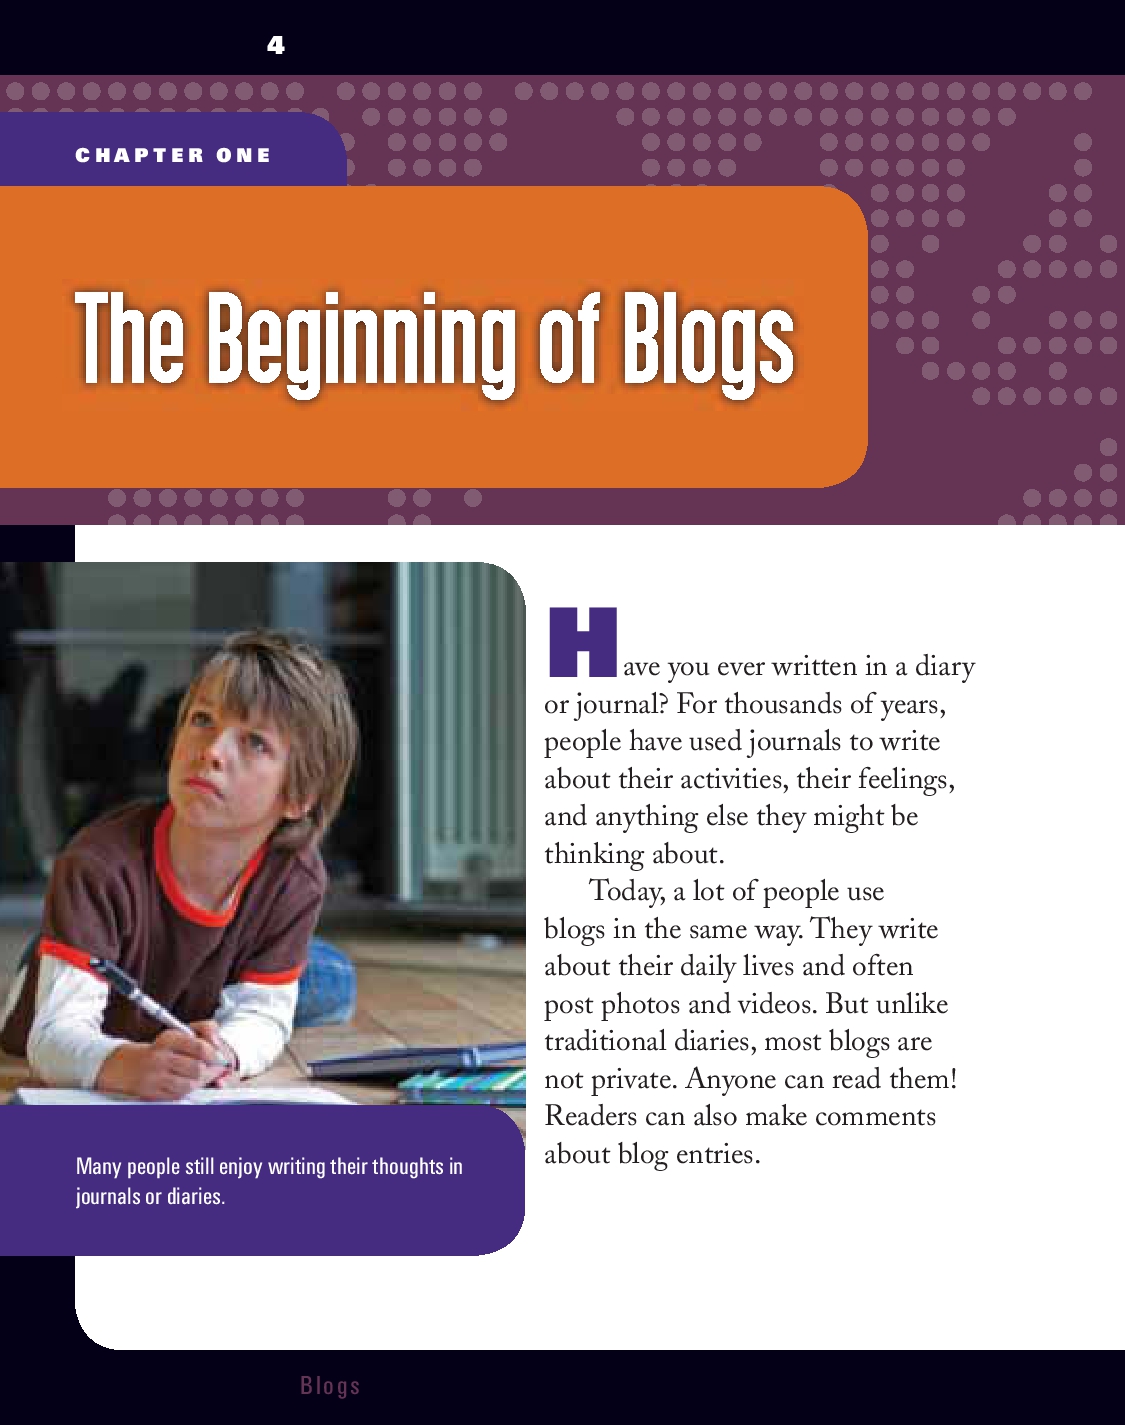 4
CHAPTER ONE
The Beginning of Blogs
Have you ever written in a diary
or journal? For thousands of years,
people have used journals to write
about their activities, their feelings,
and anything else they might be
thinking about.
Today, a lot of people use
blogs in the same way. They write
about their daily lives and often
post photos and videos. But unlike
traditional diaries, most blogs are
not private. Anyone can read them!
Readers can also make comments
about blog entries.
Many people still enjoy writing their thoughts in
journals or diaries.
Blogs